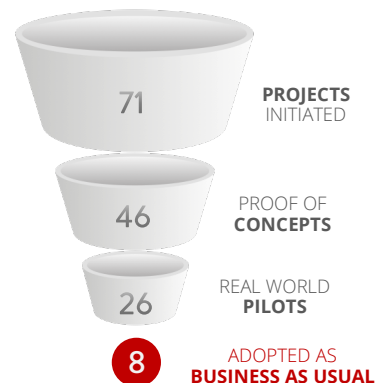 71
PROJECTS
INITIATED
46
PROOF OF
CONCEPTS
26
REAL WORLD
PILOTS
8
ADOPTED AS
BUSINESS AS USUAL